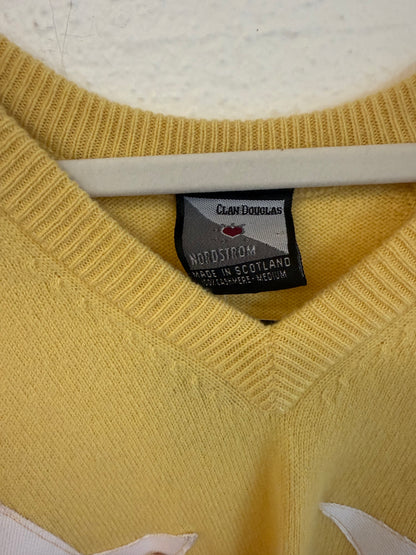 CLAN DOUGLAS
NORDSTROM
MADE IN SCOTLAND
CASHMERE - MEDIUM